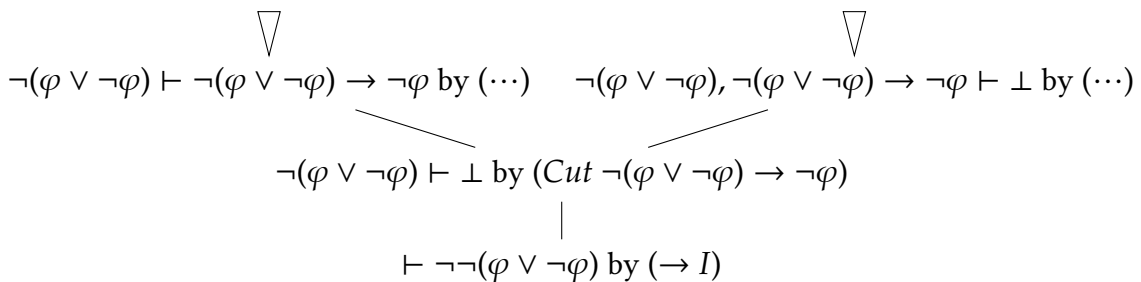 ¬(φ ∨ ¬φ) ⊢ ¬(φ ∨ ¬φ) → ¬φ by (⋯) ¬(φ ∨ ¬φ), ¬(φ ∨ ¬φ) → ¬φ ⊢ ⊥ by (⋯)
¬(φ ∨ ¬φ) ⊢ ⊥ by (Cut ¬(φ ∨ ¬φ) → ¬φ)
⊢ ¬¬(φ ∨ ¬φ) by (→ I)